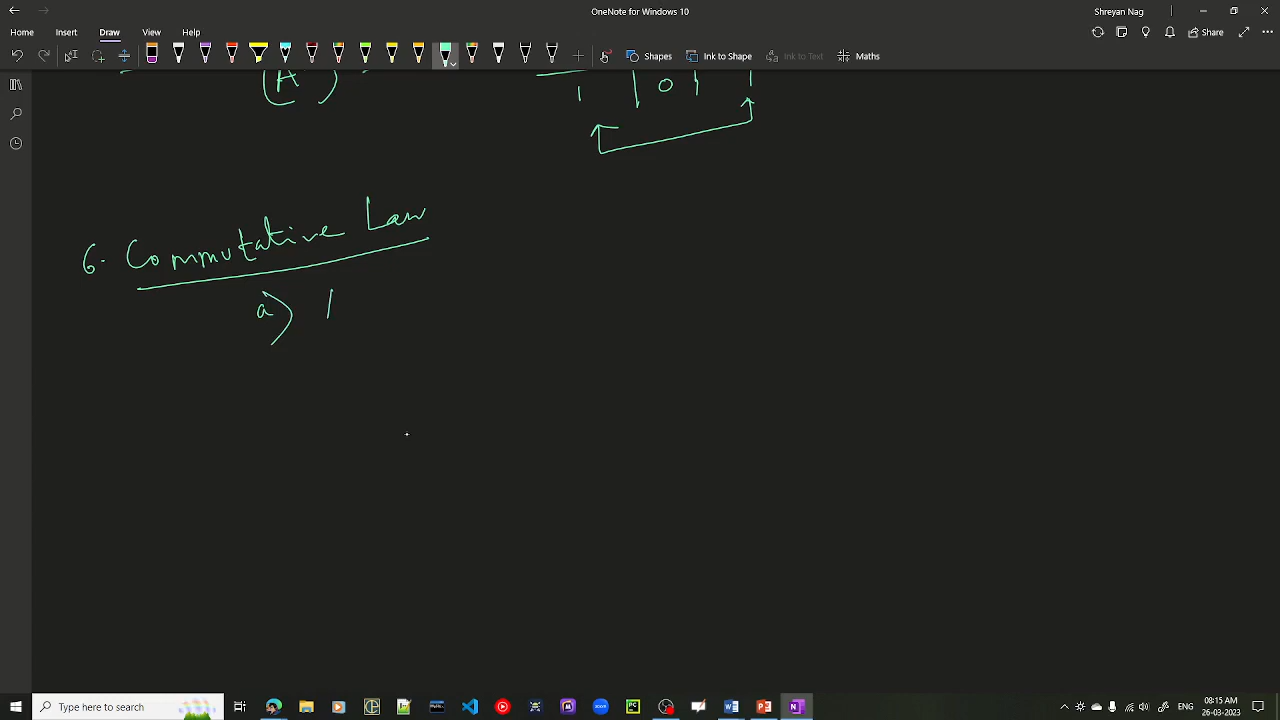 OneNote for Windows 10
Shreyan Nag
Home Insert Draw View Help
Share
Shapes Ink to Shape Ink to Text Maths
(A)
1 1 0 1 1
6. Commutative Law
a) 1
Type here to search
ENG
08:15 AM
26-03-2023